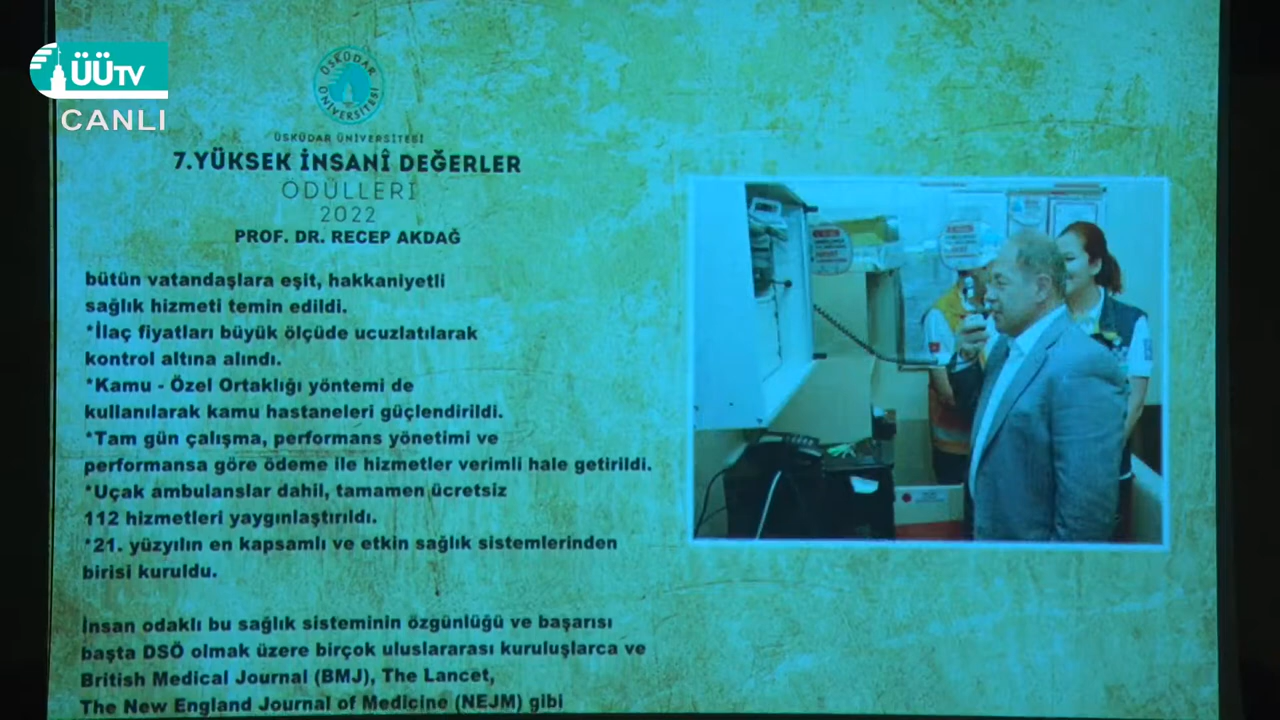 ÜÜTV
CANLI
ÜSKÜDAR ÜNİVERSİTESİ
ÜSKÜDAR ÜNİVERSİTESİ
7.YÜKSEK İNSANÎ DEĞERLER
ÖDÜLLERİ
2022
PROF. DR. RECEP AKDAĞ
bütün vatandaşlara eşit, hakkaniyetli
sağlık hizmeti temin edildi.
*İlaç fiyatları büyük ölçüde ucuzlatılarak
kontrol altına alındı.
*Kamu - Özel Ortaklığı yöntemi de
kullanılarak kamu hastaneleri güçlendirildi.
*Tam gün çalışma, performans yönetimi ve
performansa göre ödeme ile hizmetler verimli hale getirildi.
*Uçak ambulanslar dahil, tamamen ücretsiz
112 hizmetleri yaygınlaştırıldı.
*21. yüzyılın en kapsamlı ve etkin sağlık sistemlerinden
birisi kuruldu.
İnsan odaklı bu sağlık sisteminin özgünlüğü ve başarısı
başta DSÖ olmak üzere birçok uluslararası kuruluşlarca ve
British Medical Journal (BMJ), The Lancet,
The New England Journal of Medicine (NEJM) gibi